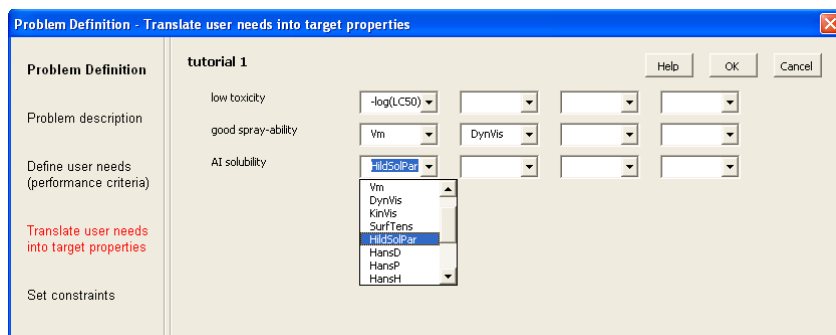 Problem Definition - Translate user needs into target properties
Problem Definition
Problem description
Define user needs
(performance criteria)
Translate user needs
into target properties
Set constraints
tutorial 1
Help OK Cancel
low toxicity -log(LC50)
good spray-ability Vm DynVis
AI solubility HildSolPar
Vm
DynVis
KinVis
SurfTens
HildSolPar
HansD
HansP
HansH